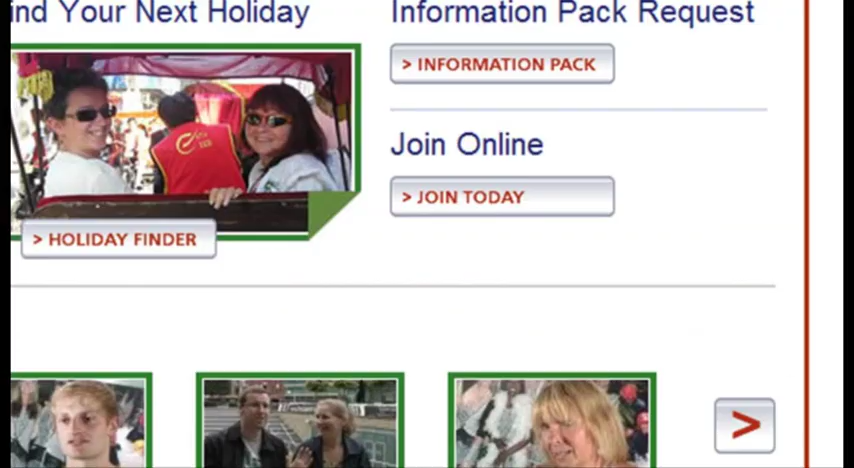 ind Your Next Holiday
Information Pack Request
> INFORMATION PACK
Join Online
> JOIN TODAY
> HOLIDAY FINDER
>